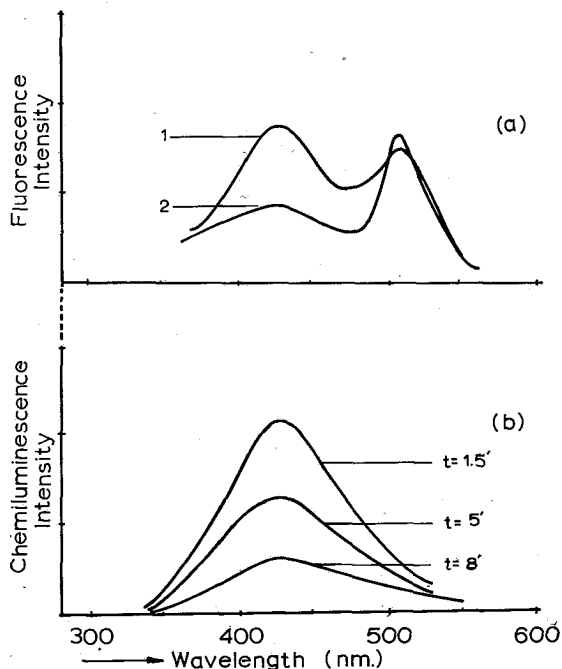 Fluorescence
Intensity
(a)
1
2
Chemiluminescence
Intensity
(b)
t=1.5'
t=5'
t=8'
300 400 500 600
Wavelength (nm.)